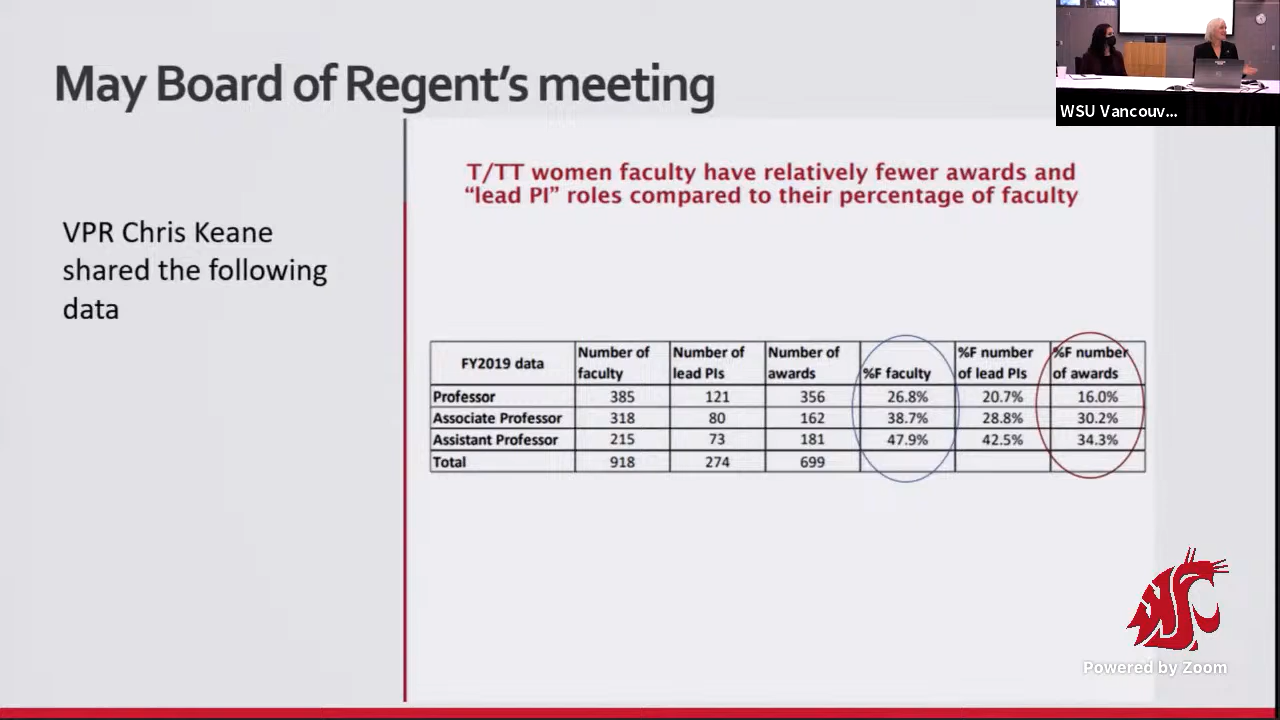 May Board of Regent's meeting
WSU Vancouv...
VPR Chris Keane
shared the following
data
T/TT women faculty have relatively fewer awards and
“lead PI” roles compared to their percentage of faculty
FY2019 data Number of faculty Number of lead PIs Number of awards %F faculty %F number of lead PIs %F number of awards
Professor 385 121 356 26.8% 20.7% 16.0%
Associate Professor 318 80 162 38.7% 28.8% 30.2%
Assistant Professor 215 73 181 47.9% 42.5% 34.3%
Total 918 274 699
WSU
Powered by Zoom